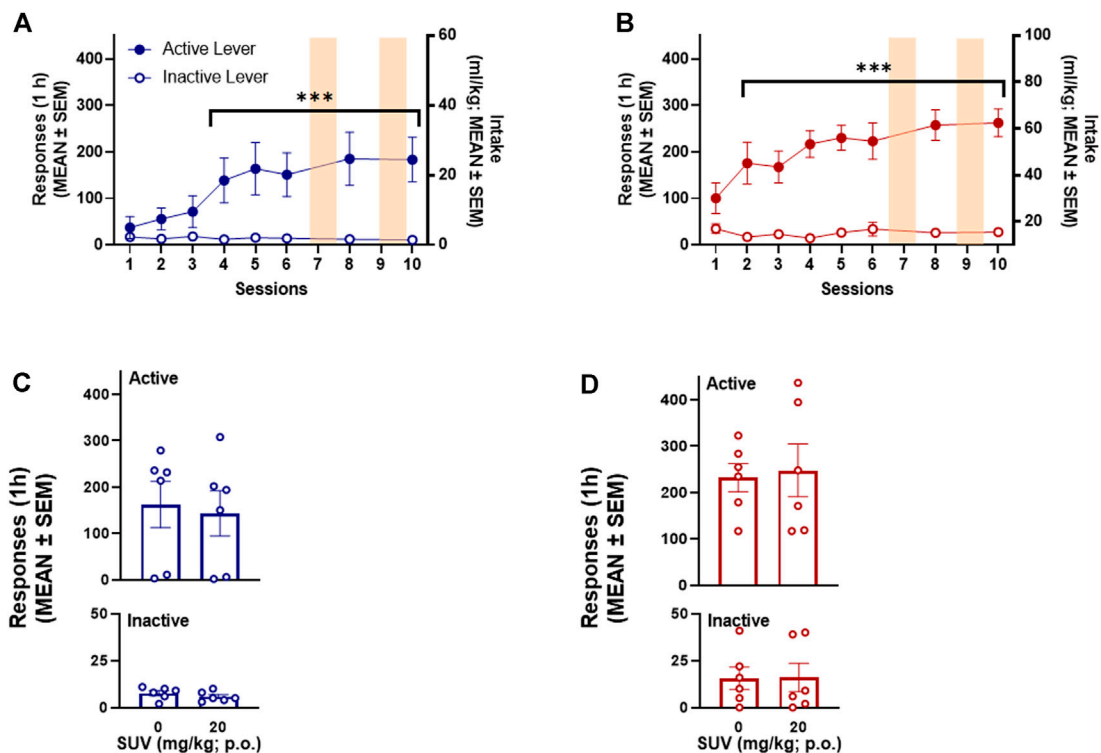 A
Active Lever
Inactive Lever
***
Responses (1 h)
(MEAN ± SEM)
400
300
200
100
0
60
40
20
0
Intake
(ml/kg; MEAN ± SEM)
1 2 3 4 5 6 7 8 9 10
Sessions
B
***
Responses (1 h)
(MEAN ± SEM)
400
300
200
100
0
100
80
60
40
20
Intake
(ml/kg; MEAN ± SEM)
1 2 3 4 5 6 7 8 9 10
Sessions
C
Active
400
300
200
100
0
Responses (1h)
(MEAN ± SEM)
Inactive
50
25
0
0 20
SUV (mg/kg; p.o.)
D
Active
400
300
200
100
0
Responses (1h)
(MEAN ± SEM)
Inactive
50
25
0
0 20
SUV (mg/kg; p.o.)